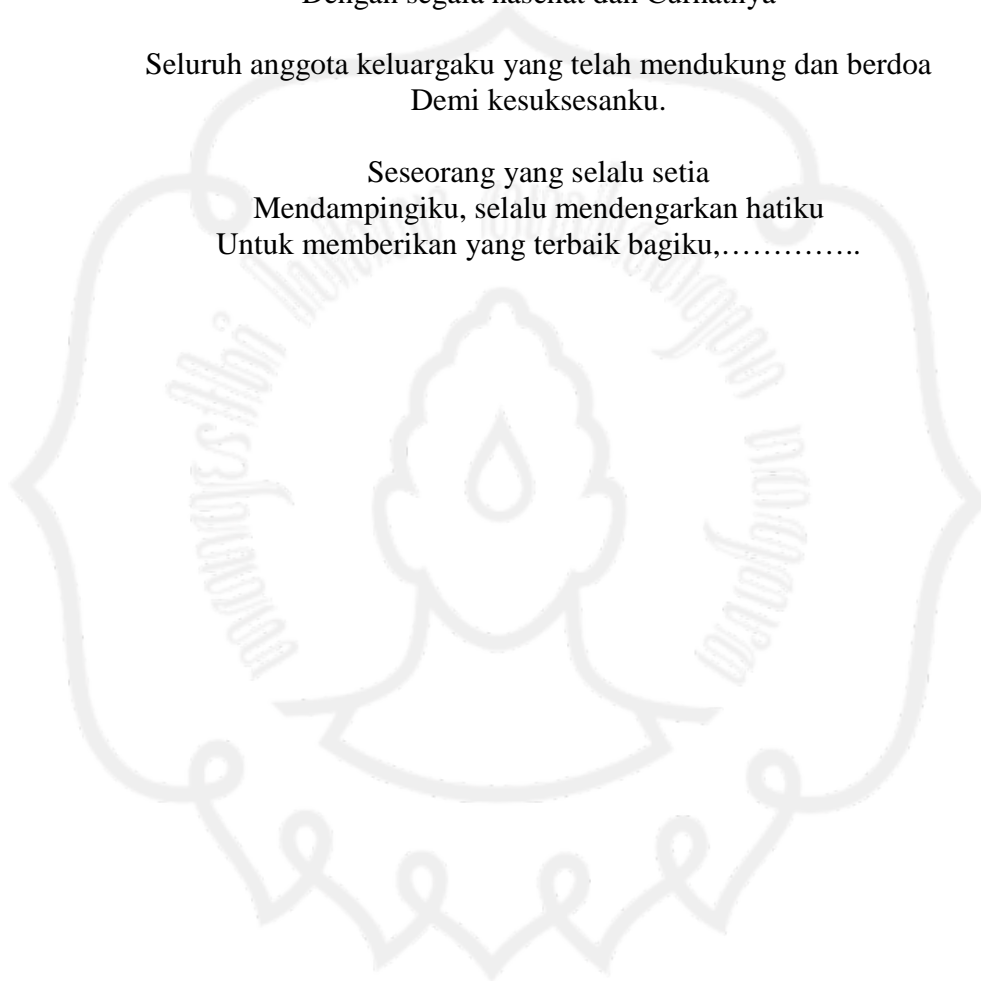 Dengan segala nasehat dan Curhatnya
Seluruh anggota keluargaku yang telah mendukung dan berdoa
Demi kesuksesanku.
Seseorang yang selalu setia
Mendampingiku, selalu mendengarkan hatiku
Untuk memberikan yang terbaik bagiku,…………..